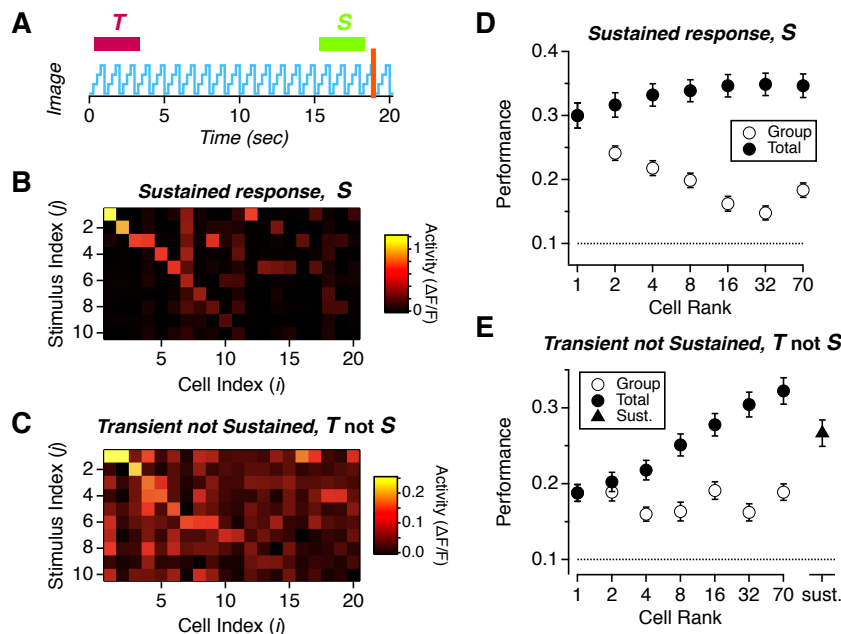 A
T
S
Image
0
5
10
15
20
Time (sec)
B
Sustained response, S
Stimulus Index (j)
2
4
6
8
10
5
10
15
20
Cell Index (i)
Activity (ΔF/F)
1
0
C
Transient not Sustained, T not S
Stimulus Index (j)
2
4
6
8
10
5
10
15
20
Cell Index (i)
Activity (ΔF/F)
0.2
0.1
0.0
D
Sustained response, S
Performance
0.4
0.3
0.2
0.1
Group
Total
1
2
4
8
16
32
70
Cell Rank
E
Transient not Sustained, T not S
Performance
0.3
0.2
0.1
Group
Total
Sust.
1
2
4
8
16
32
70
sust.
Cell Rank